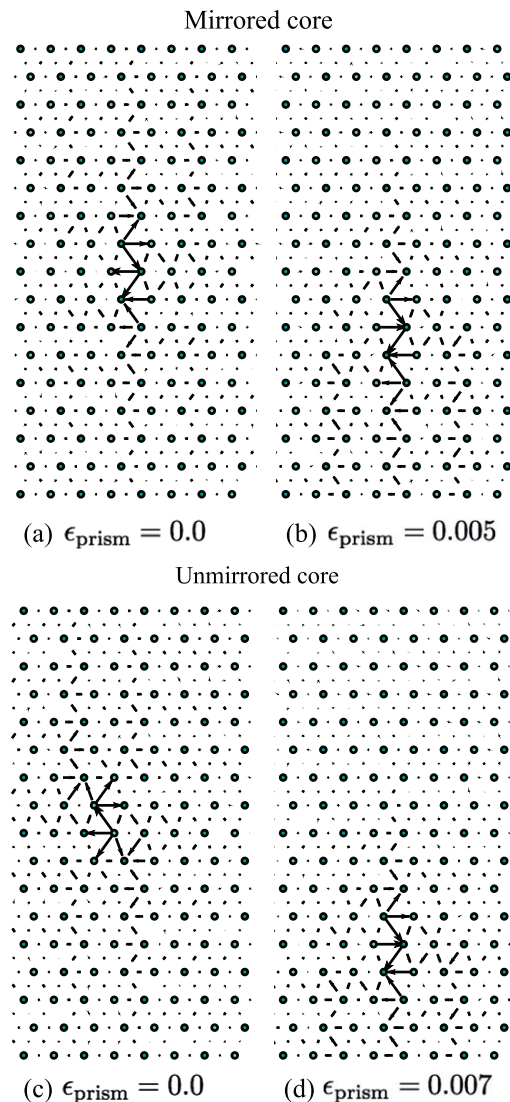 Mirrored core
(a) ϵprism = 0.0
(b) ϵprism = 0.005
Unmirrored core
(c) ϵprism = 0.0
(d) ϵprism = 0.007